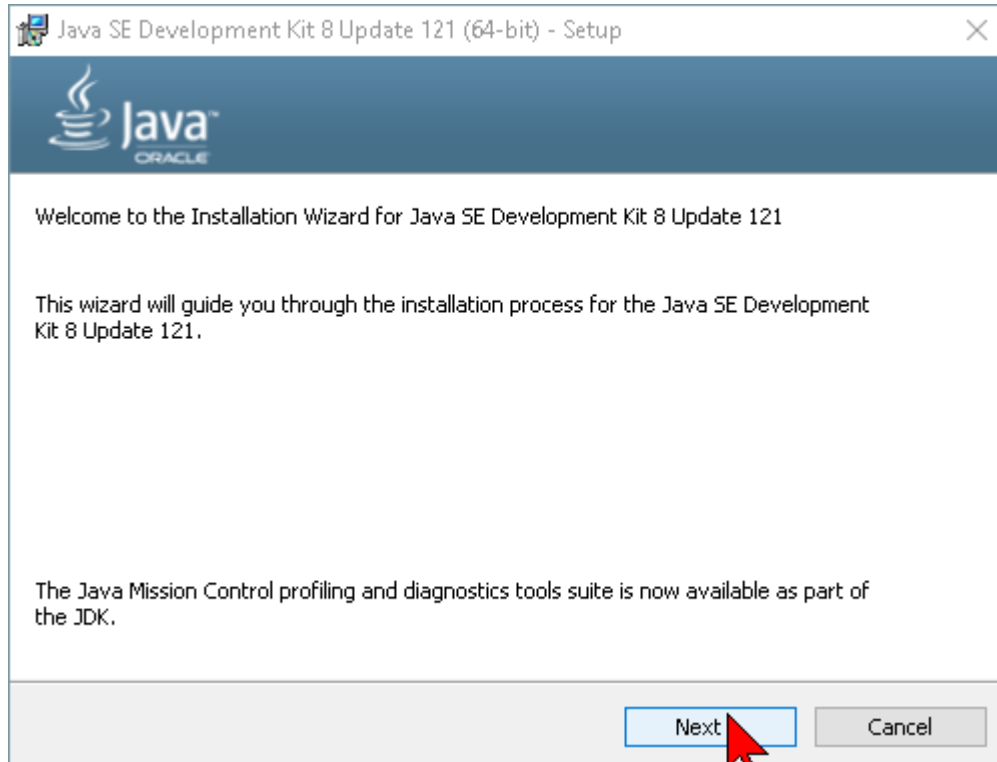 Java SE Development Kit 8 Update 121 (64-bit) - Setup
Java™
ORACLE
Welcome to the Installation Wizard for Java SE Development Kit 8 Update 121
This wizard will guide you through the installation process for the Java SE Development
Kit 8 Update 121.
The Java Mission Control profiling and diagnostics tools suite is now available as part of
the JDK.
Next
Cancel